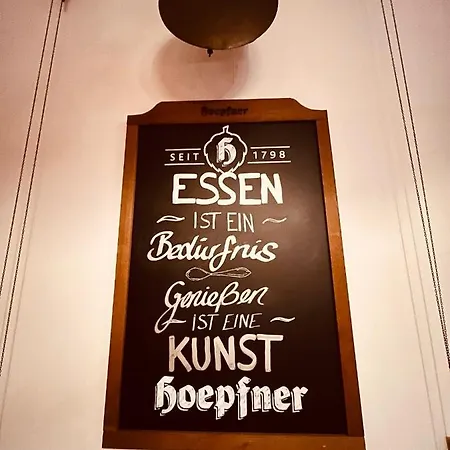 hoepfner
SEIT h 1798
ESSEN
~ IST EIN ~
Bedürfnis
Genießen
~ IST EINE ~
KUNST
hoepfner